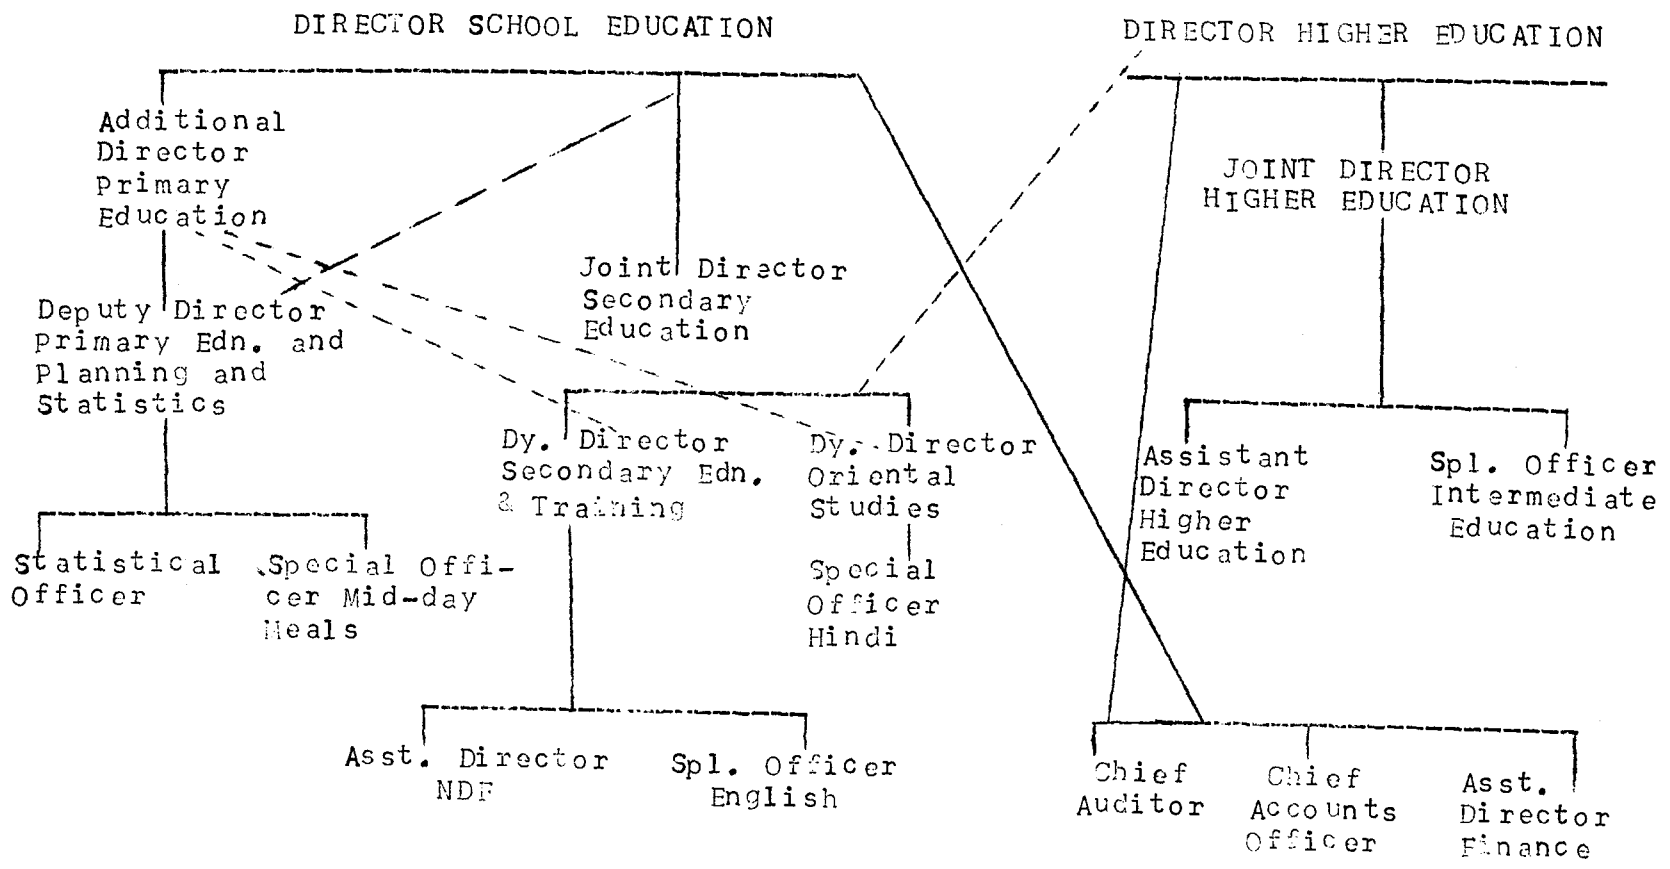 DIRECTOR SCHOOL EDUCATION
DIRECTOR HIGHER EDUCATION
Additional
Director
Primary
Education
JOINT DIRECTOR
HIGHER EDUCATION
Joint Director
Secondary
Education
Deputy Director
Primary Edn. and
Planning and
Statistics
Dy. Director
Secondary Edn.
& Training
Dy. Director
Oriental
Studies
Assistant
Director
Higher
Education
Spl. Officer
Intermediate
Education
Statistical
Officer
Special Offi-
cer Mid-day
Meals
Special
Officer
Hindi
Asst. Director
NDF
Spl. Officer
English
Chief
Auditor
Chief
Accounts
Officer
Asst.
Director
Finance